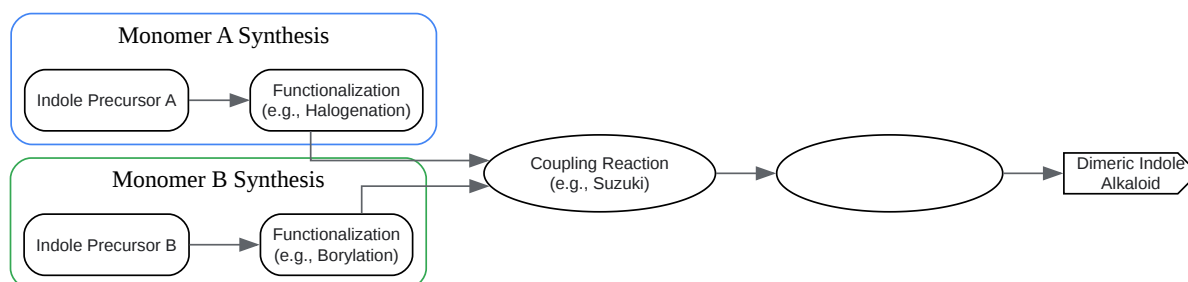 Monomer A Synthesis
Indole Precursor A
Functionalization
(e.g., Halogenation)
Monomer B Synthesis
Indole Precursor B
Functionalization
(e.g., Borylation)
Coupling Reaction
(e.g., Suzuki)
Dimeric Indole
Alkaloid